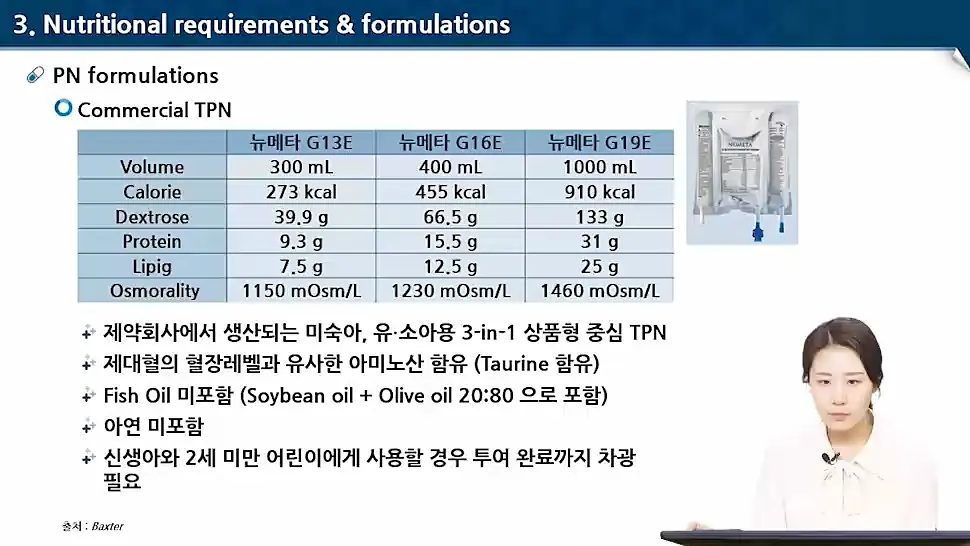 3. Nutritional requirements & formulations
PN formulations
Commercial TPN
뉴메타 G13E 뉴메타 G16E 뉴메타 G19E
Volume 300 mL 400 mL 1000 mL
Calorie 273 kcal 455 kcal 910 kcal
Dextrose 39.9 g 66.5 g 133 g
Protein 9.3 g 15.5 g 31 g
Lipig 7.5 g 12.5 g 25 g
Osmorality 1150 mOsm/L 1230 mOsm/L 1460 mOsm/L
NUMETA
제약회사에서 생산되는 미숙아, 유·소아용 3-in-1 상품형 중심 TPN
제대혈의 혈장레벨과 유사한 아미노산 함유 (Taurine 함유)
Fish Oil 미포함 (Soybean oil + Olive oil 20:80 으로 포함)
아연 미포함
신생아와 2세 미만 어린이에게 사용할 경우 투여 완료까지 차광
필요
출처 : Baxter